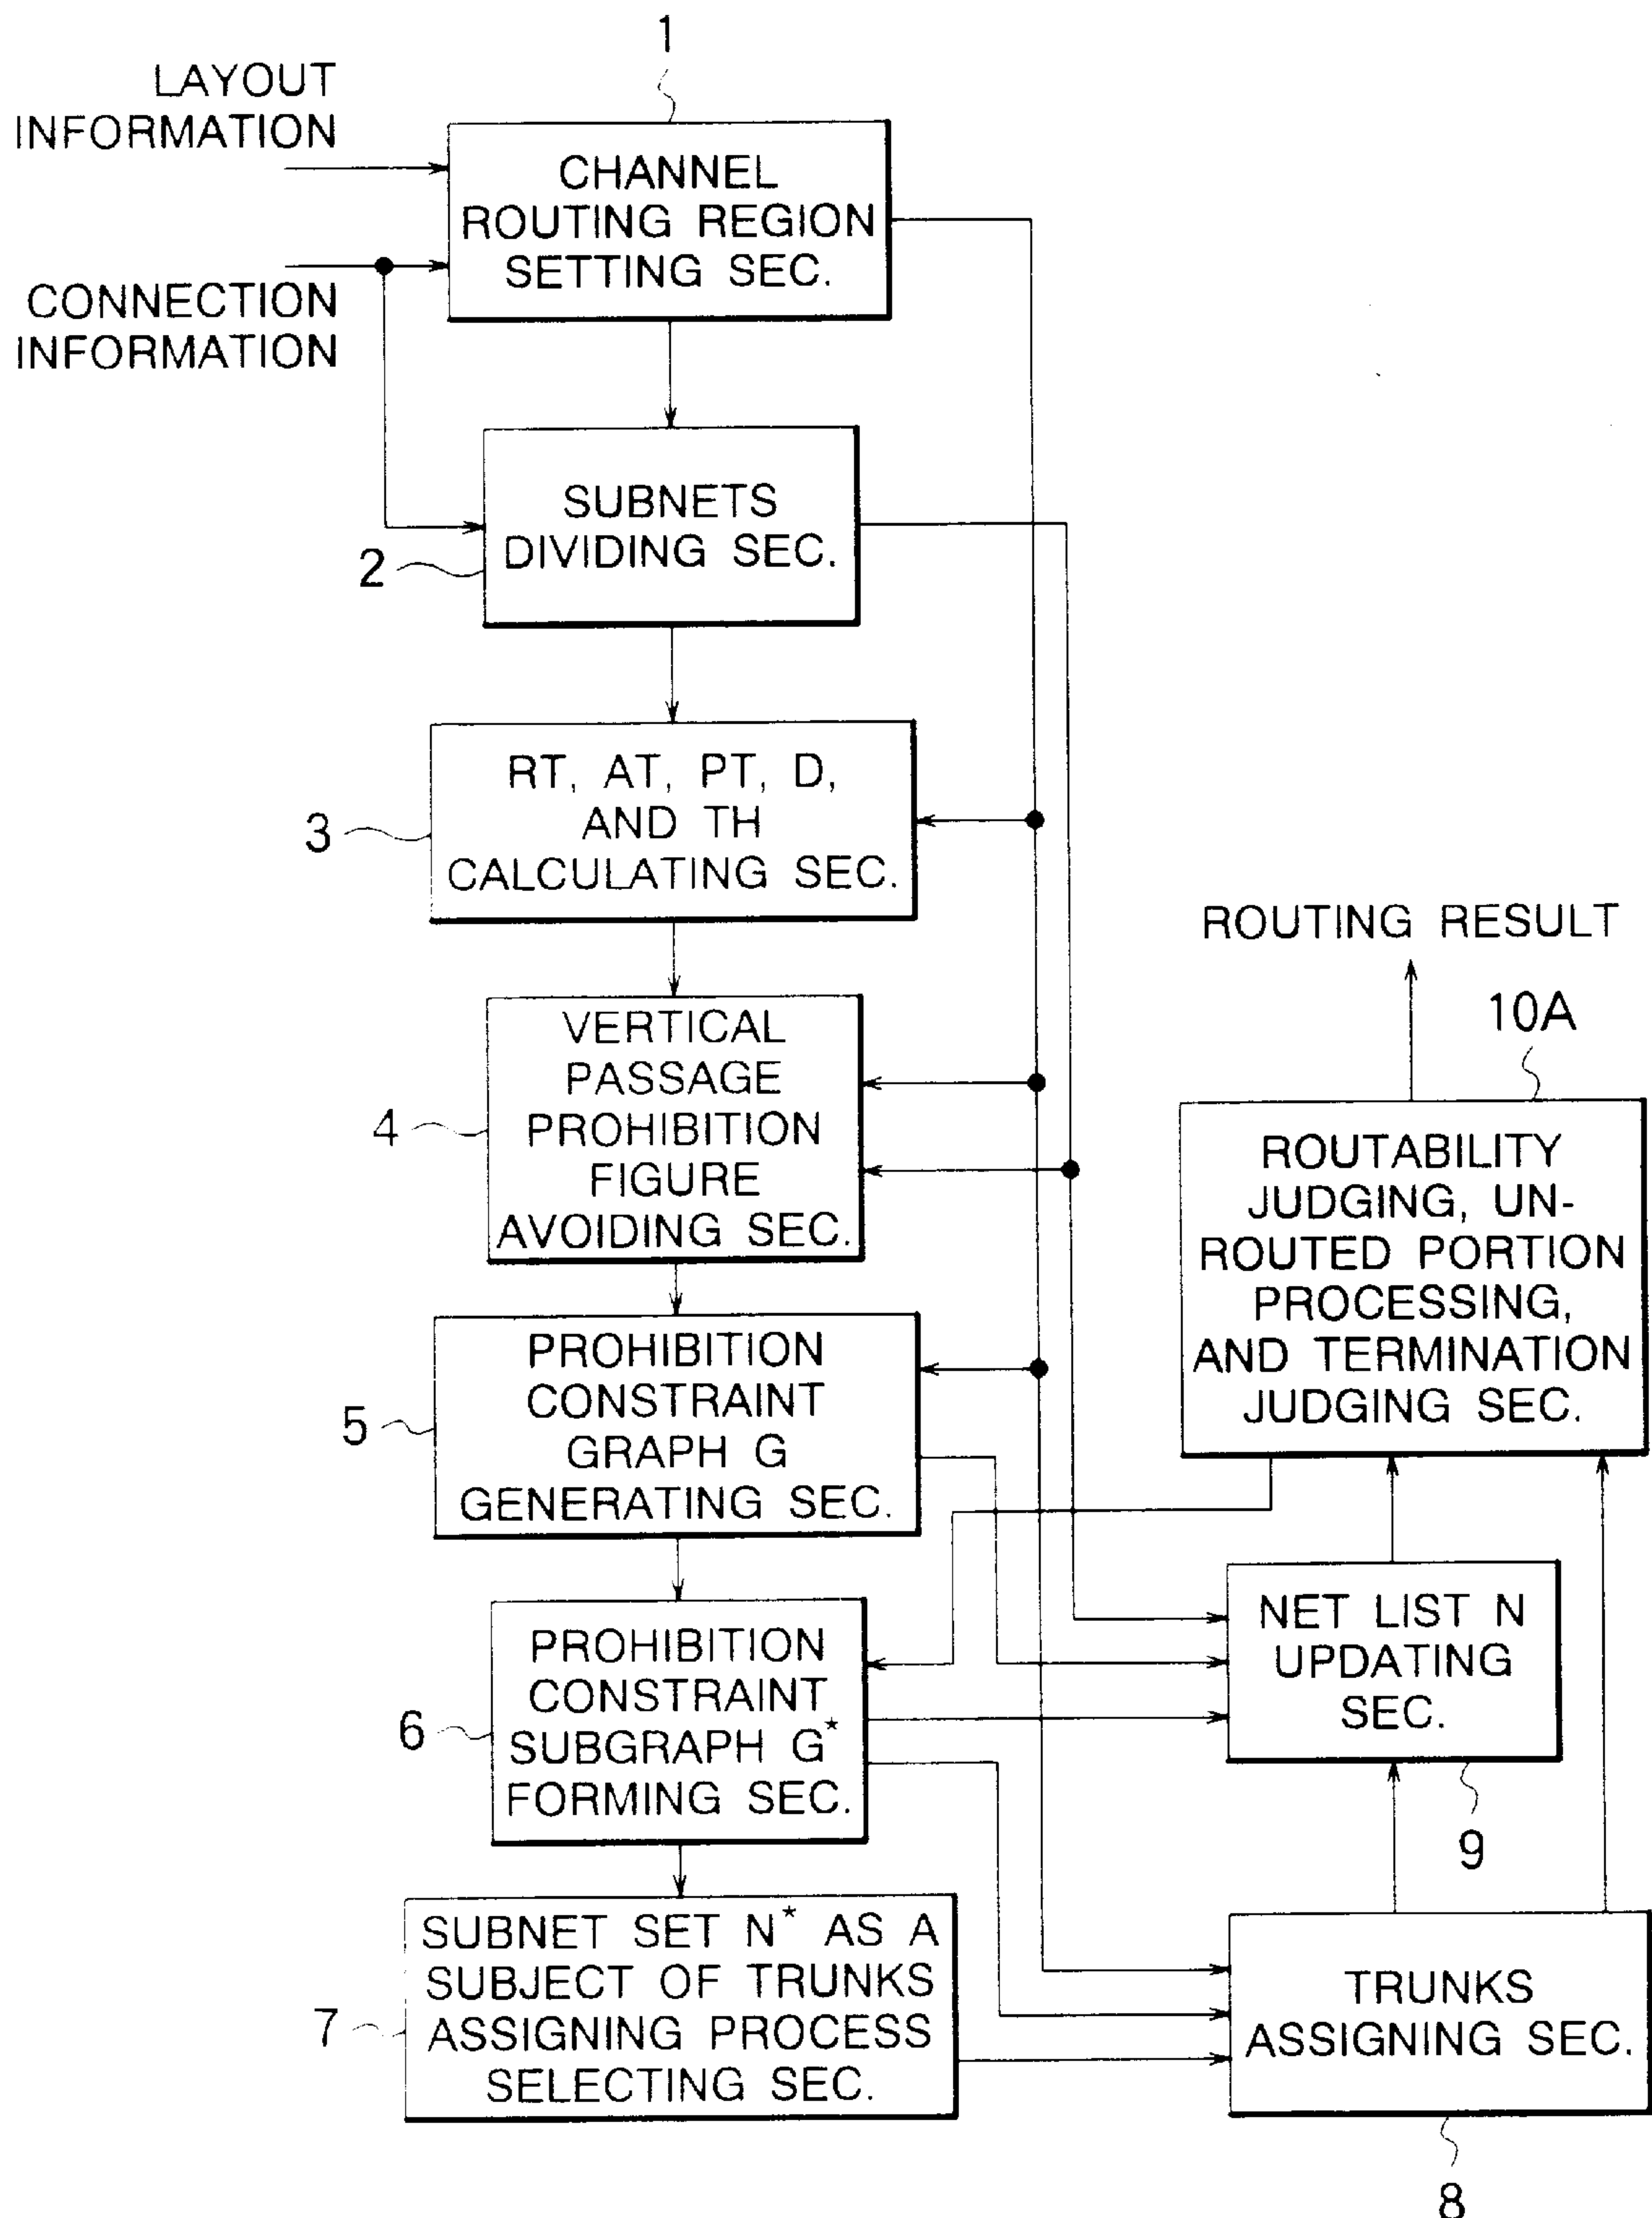 1
LAYOUT
INFORMATION
CHANNEL
ROUTING REGION
SETTING SEC.
CONNECTION
INFORMATION
SUBNETS
DIVIDING SEC.
2
RT, AT, PT, D,
AND TH
CALCULATING SEC.
3
VERTICAL
PASSAGE
PROHIBITION
FIGURE
AVOIDING SEC.
4
PROHIBITION
CONSTRAINT
GRAPH G
GENERATING SEC.
5
PROHIBITION
CONSTRAINT
SUBGRAPH G*
FORMING SEC.
6
SUBNET SET N* AS A
SUBJECT OF TRUNKS
ASSIGNING PROCESS
SELECTING SEC.
7
ROUTING RESULT
10A
ROUTABILITY
JUDGING, UN-
ROUTED PORTION
PROCESSING,
AND TERMINATION
JUDGING SEC.
NET LIST N
UPDATING
SEC.
9
TRUNKS
ASSIGNING SEC.
8